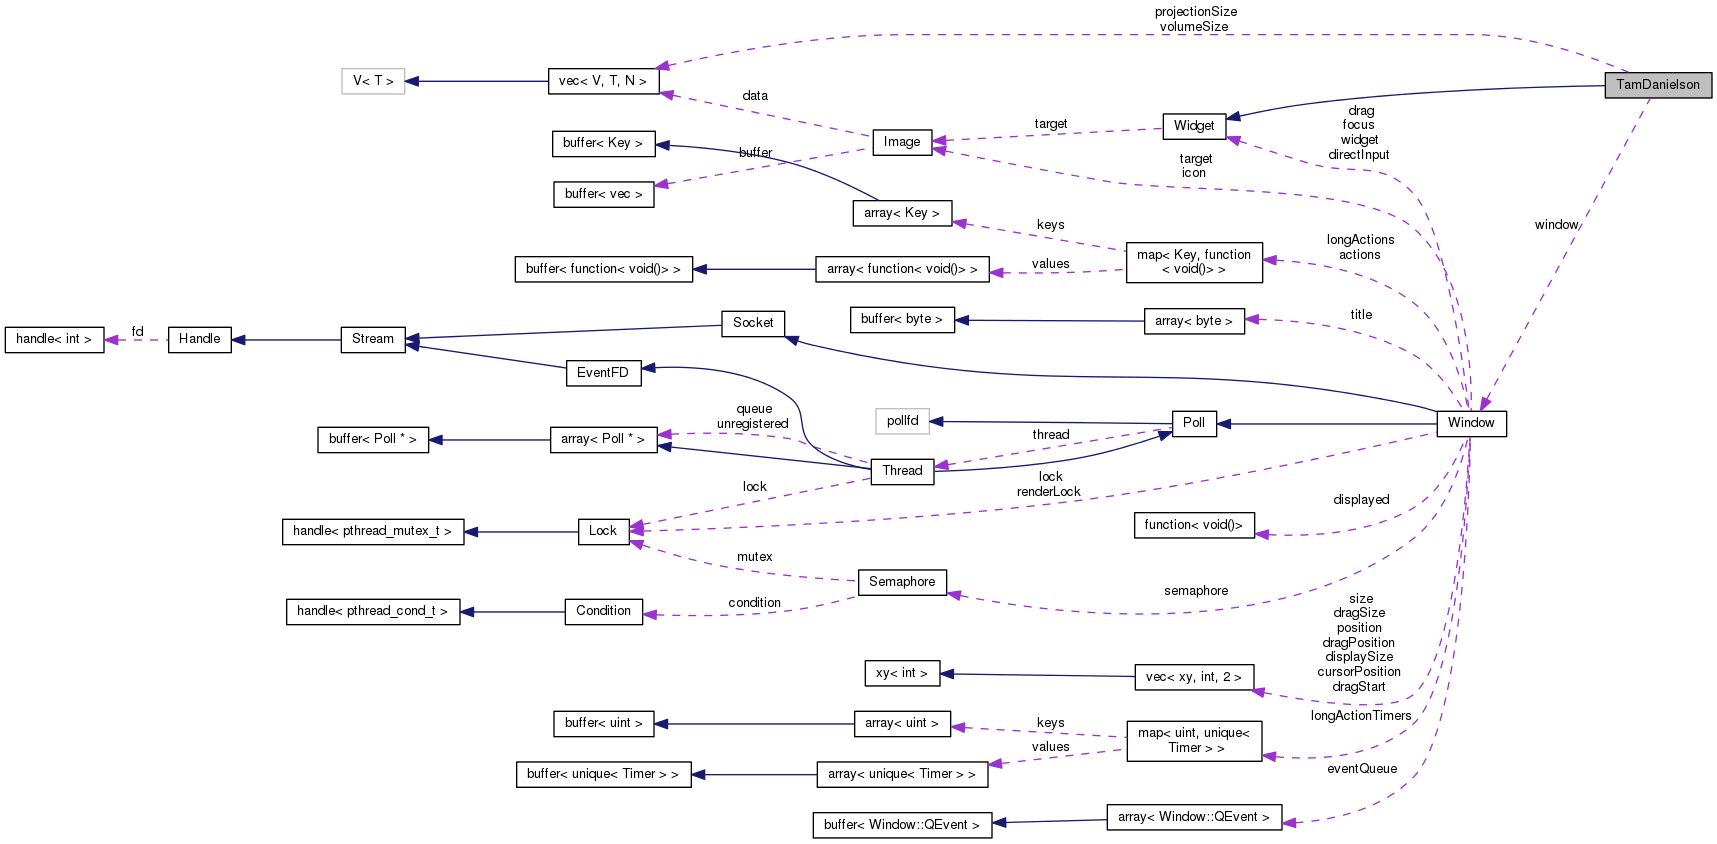 projectionSize
volumeSize
V< T >
vec< V, T, N >
TamDanielson
data
drag
focus
widget
directInput
target
Widget
buffer< Key >
Image
buffer
target
icon
buffer< vec >
array< Key >
keys
window
longActions
actions
map< Key, function
< void()> >
buffer< function< void()> >
array< function< void()> >
values
handle< int >
fd
Handle
Stream
Socket
buffer< byte >
array< byte >
title
EventFD
queue
unregistered
pollfd
Poll
Window
buffer< Poll * >
array< Poll * >
thread
Thread
lock
lock
renderLock
displayed
handle< pthread_mutex_t >
Lock
function< void()>
mutex
Semaphore
semaphore
handle< pthread_cond_t >
Condition
condition
size
dragSize
position
dragPosition
displaySize
cursorPosition
dragStart
xy< int >
vec< xy, int, 2 >
longActionTimers
buffer< uint >
array< uint >
keys
map< uint, unique<
Timer > >
values
buffer< unique< Timer > >
array< unique< Timer > >
eventQueue
buffer< Window::QEvent >
array< Window::QEvent >